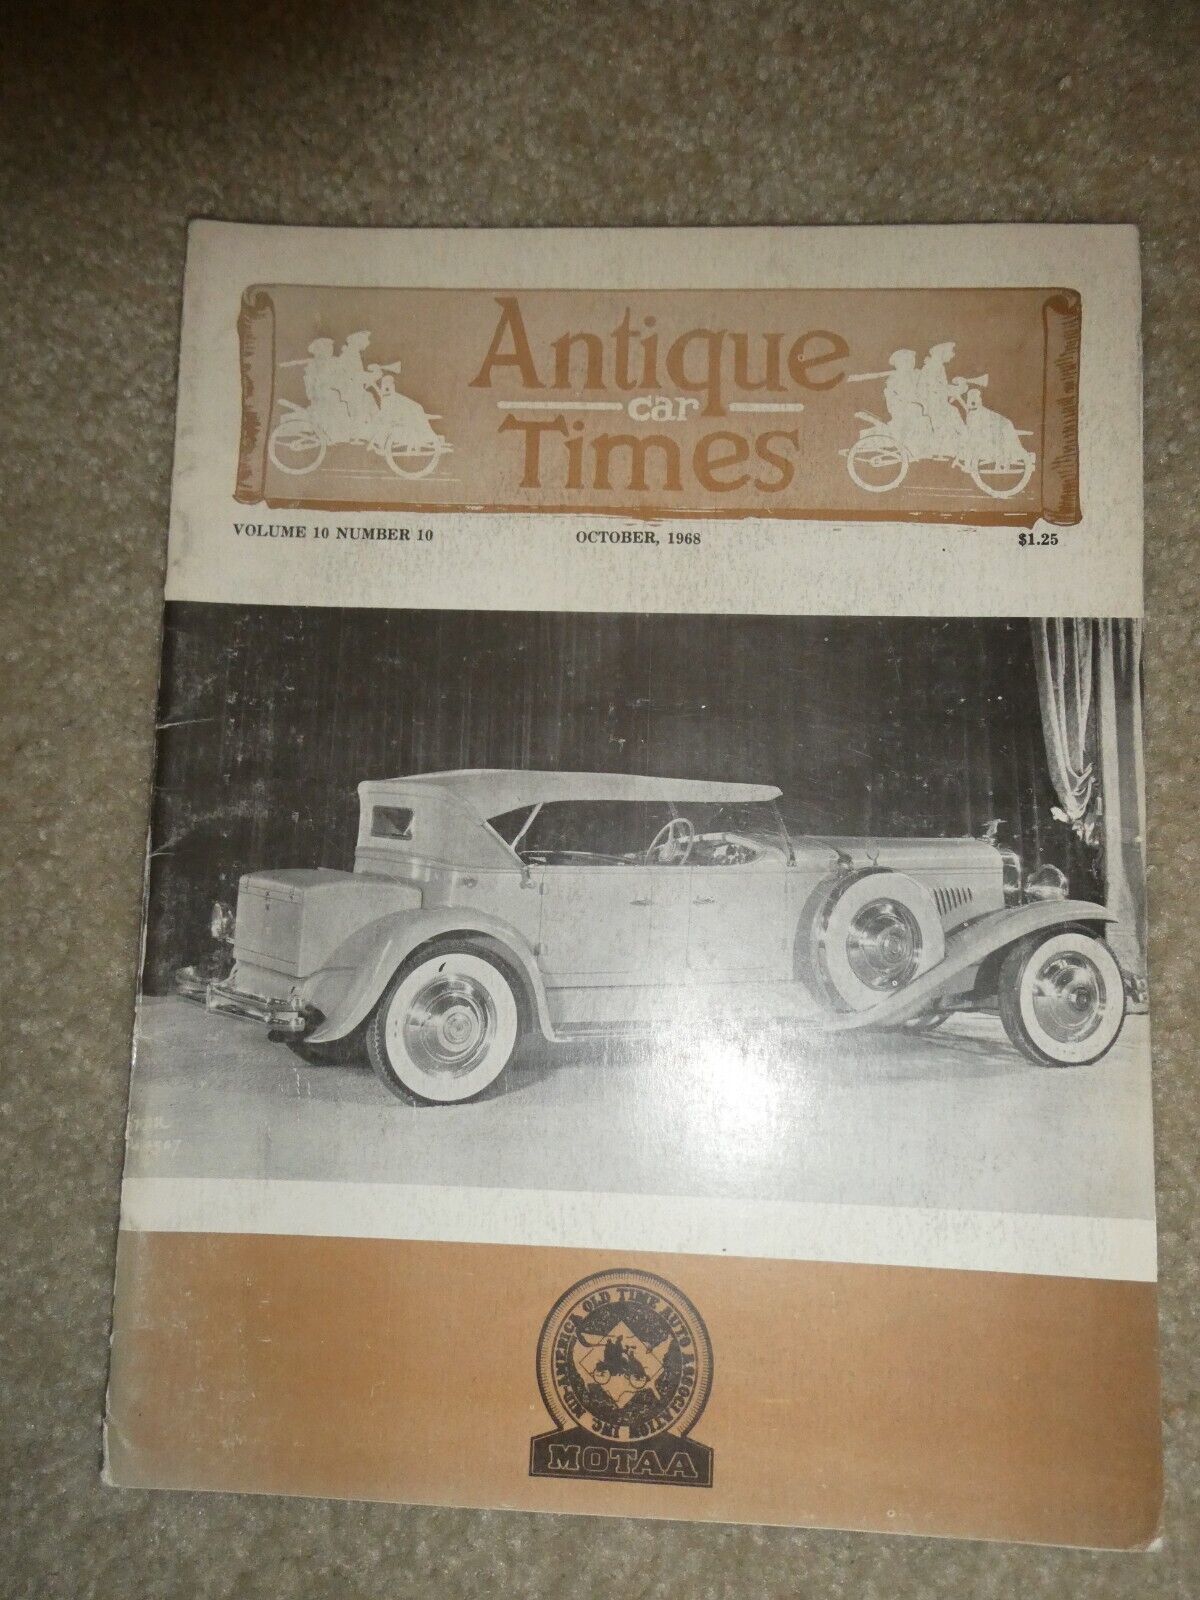 Antique
car
Times
VOLUME 10 NUMBER 10
OCTOBER, 1968
$1.25
MID-AMERICA OLD TIME AUTO ASSOCIATION INC.
MOTAA